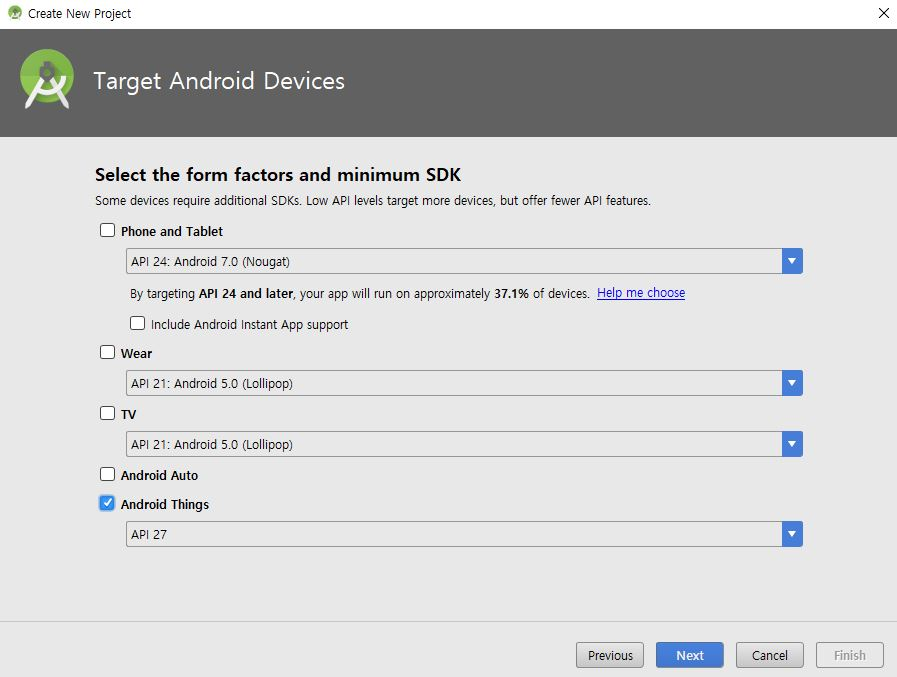 Create New Project
Target Android Devices
Select the form factors and minimum SDK
Some devices require additional SDKs. Low API levels target more devices, but offer fewer API features.
Phone and Tablet
API 24: Android 7.0 (Nougat)
By targeting API 24 and later, your app will run on approximately 37.1% of devices. Help me choose
Include Android Instant App support
Wear
API 21: Android 5.0 (Lollipop)
TV
API 21: Android 5.0 (Lollipop)
Android Auto
Android Things
API 27
Previous Next Cancel Finish